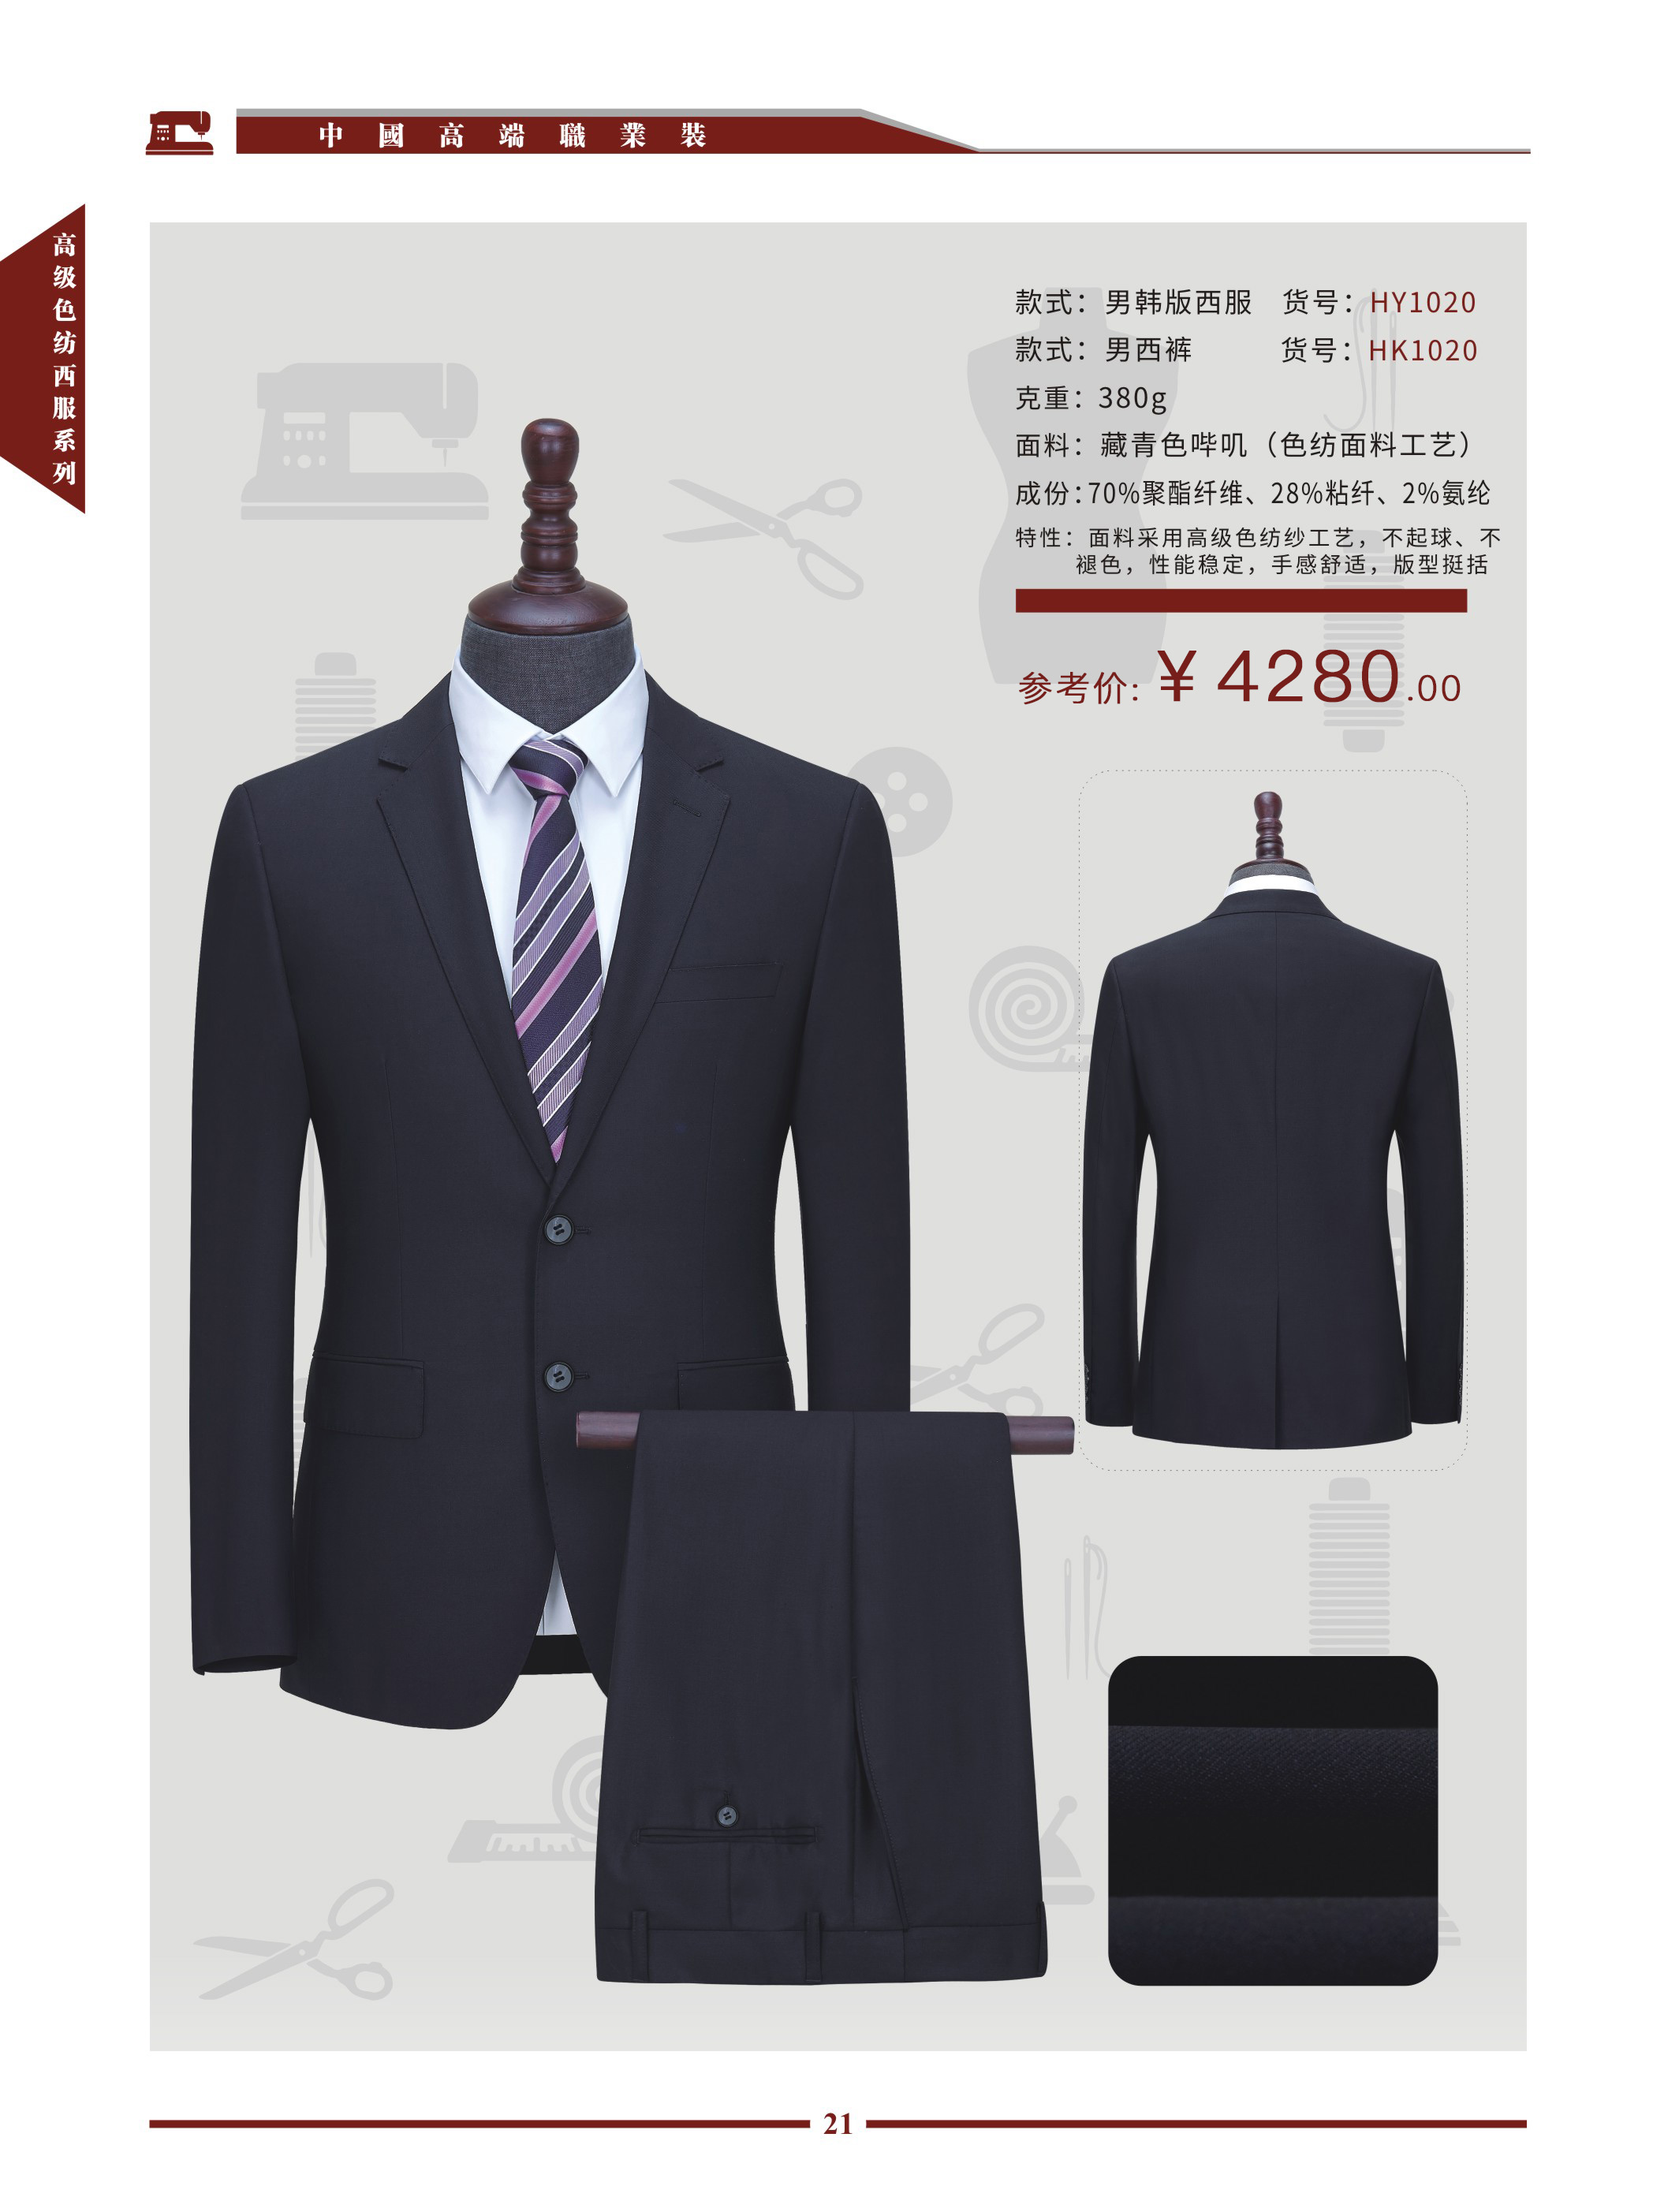 中國高端職業裝
高级色纺西服系列
款式：男韩版西服 货号：HY1020
款式：男西裤 货号：HK1020
克重：380g
面料：藏青色哔叽（色纺面料工艺）
成份：70%聚酯纤维、28%粘纤、2%氨纶
特性：面料采用高级色纺纱工艺，不起球、不
褪色，性能稳定，手感舒适，版型挺括
参考价：¥4280.00
21